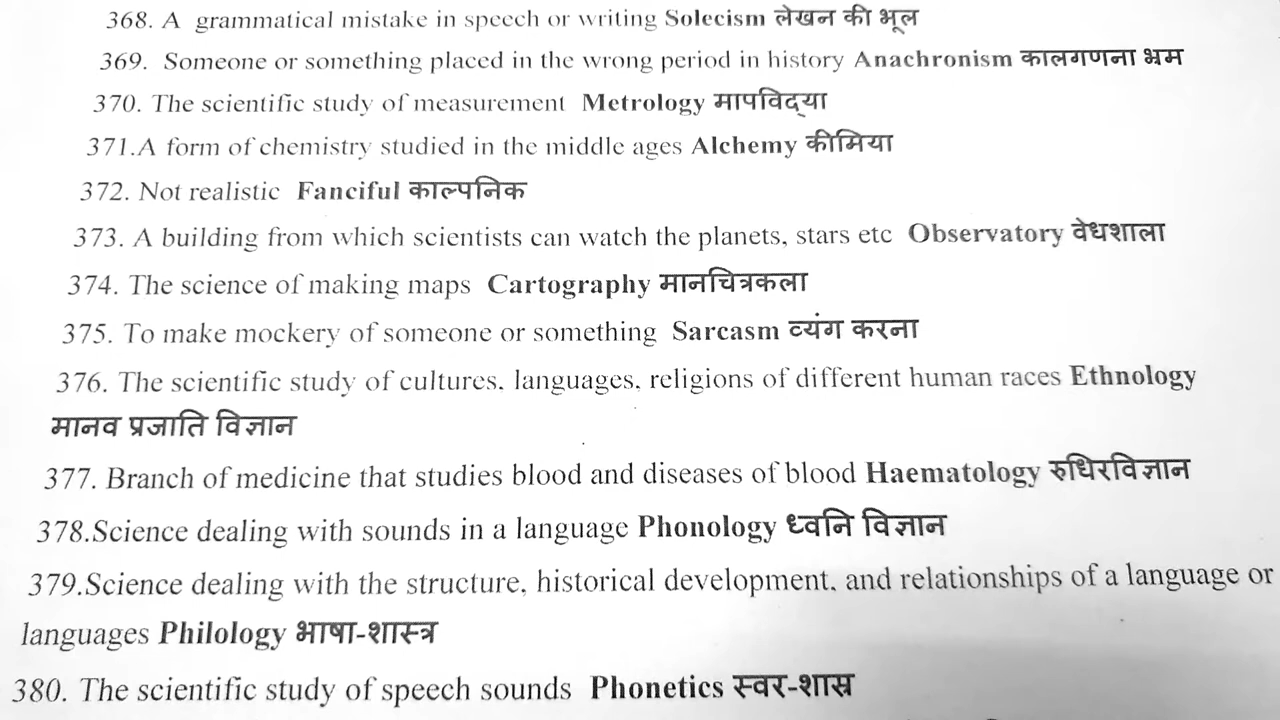 368. A grammatical mistake in speech or writing Solecism लेखन की भूल
369. Someone or something placed in the wrong period in history Anachronism कालगणना भ्रम
370. The scientific study of measurement Metrology मापविद्‌या
371.A form of chemistry studied in the middle ages Alchemy कीमिया
372. Not realistic Fanciful काल्पनिक
373. A building from which scientists can watch the planets, stars etc Observatory वेधशाला
374. The science of making maps Cartography मानचित्रकला
375. To make mockery of someone or something Sarcasm व्यंग करना
376. The scientific study of cultures, languages, religions of different human races Ethnology
मानव प्रजाति विज्ञान
377. Branch of medicine that studies blood and diseases of blood Haematology रुधिरविज्ञान
378.Science dealing with sounds in a language Phonology ध्वनि विज्ञान
379.Science dealing with the structure, historical development, and relationships of a language or
languages Philology भाषा-शास्त्र
380. The scientific study of speech sounds Phonetics स्वर-शास्र